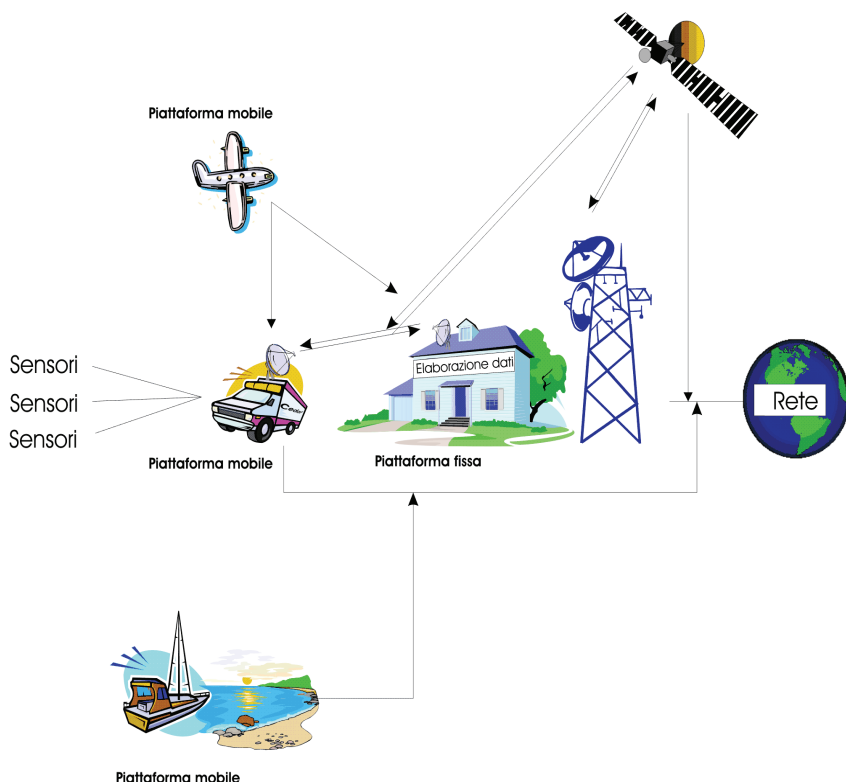 Piattaforma mobile
Elaborazione dati
Sensori
Sensori
Sensori
Rete
Piattaforma mobile
Piattaforma fissa
Piattaforma mobile